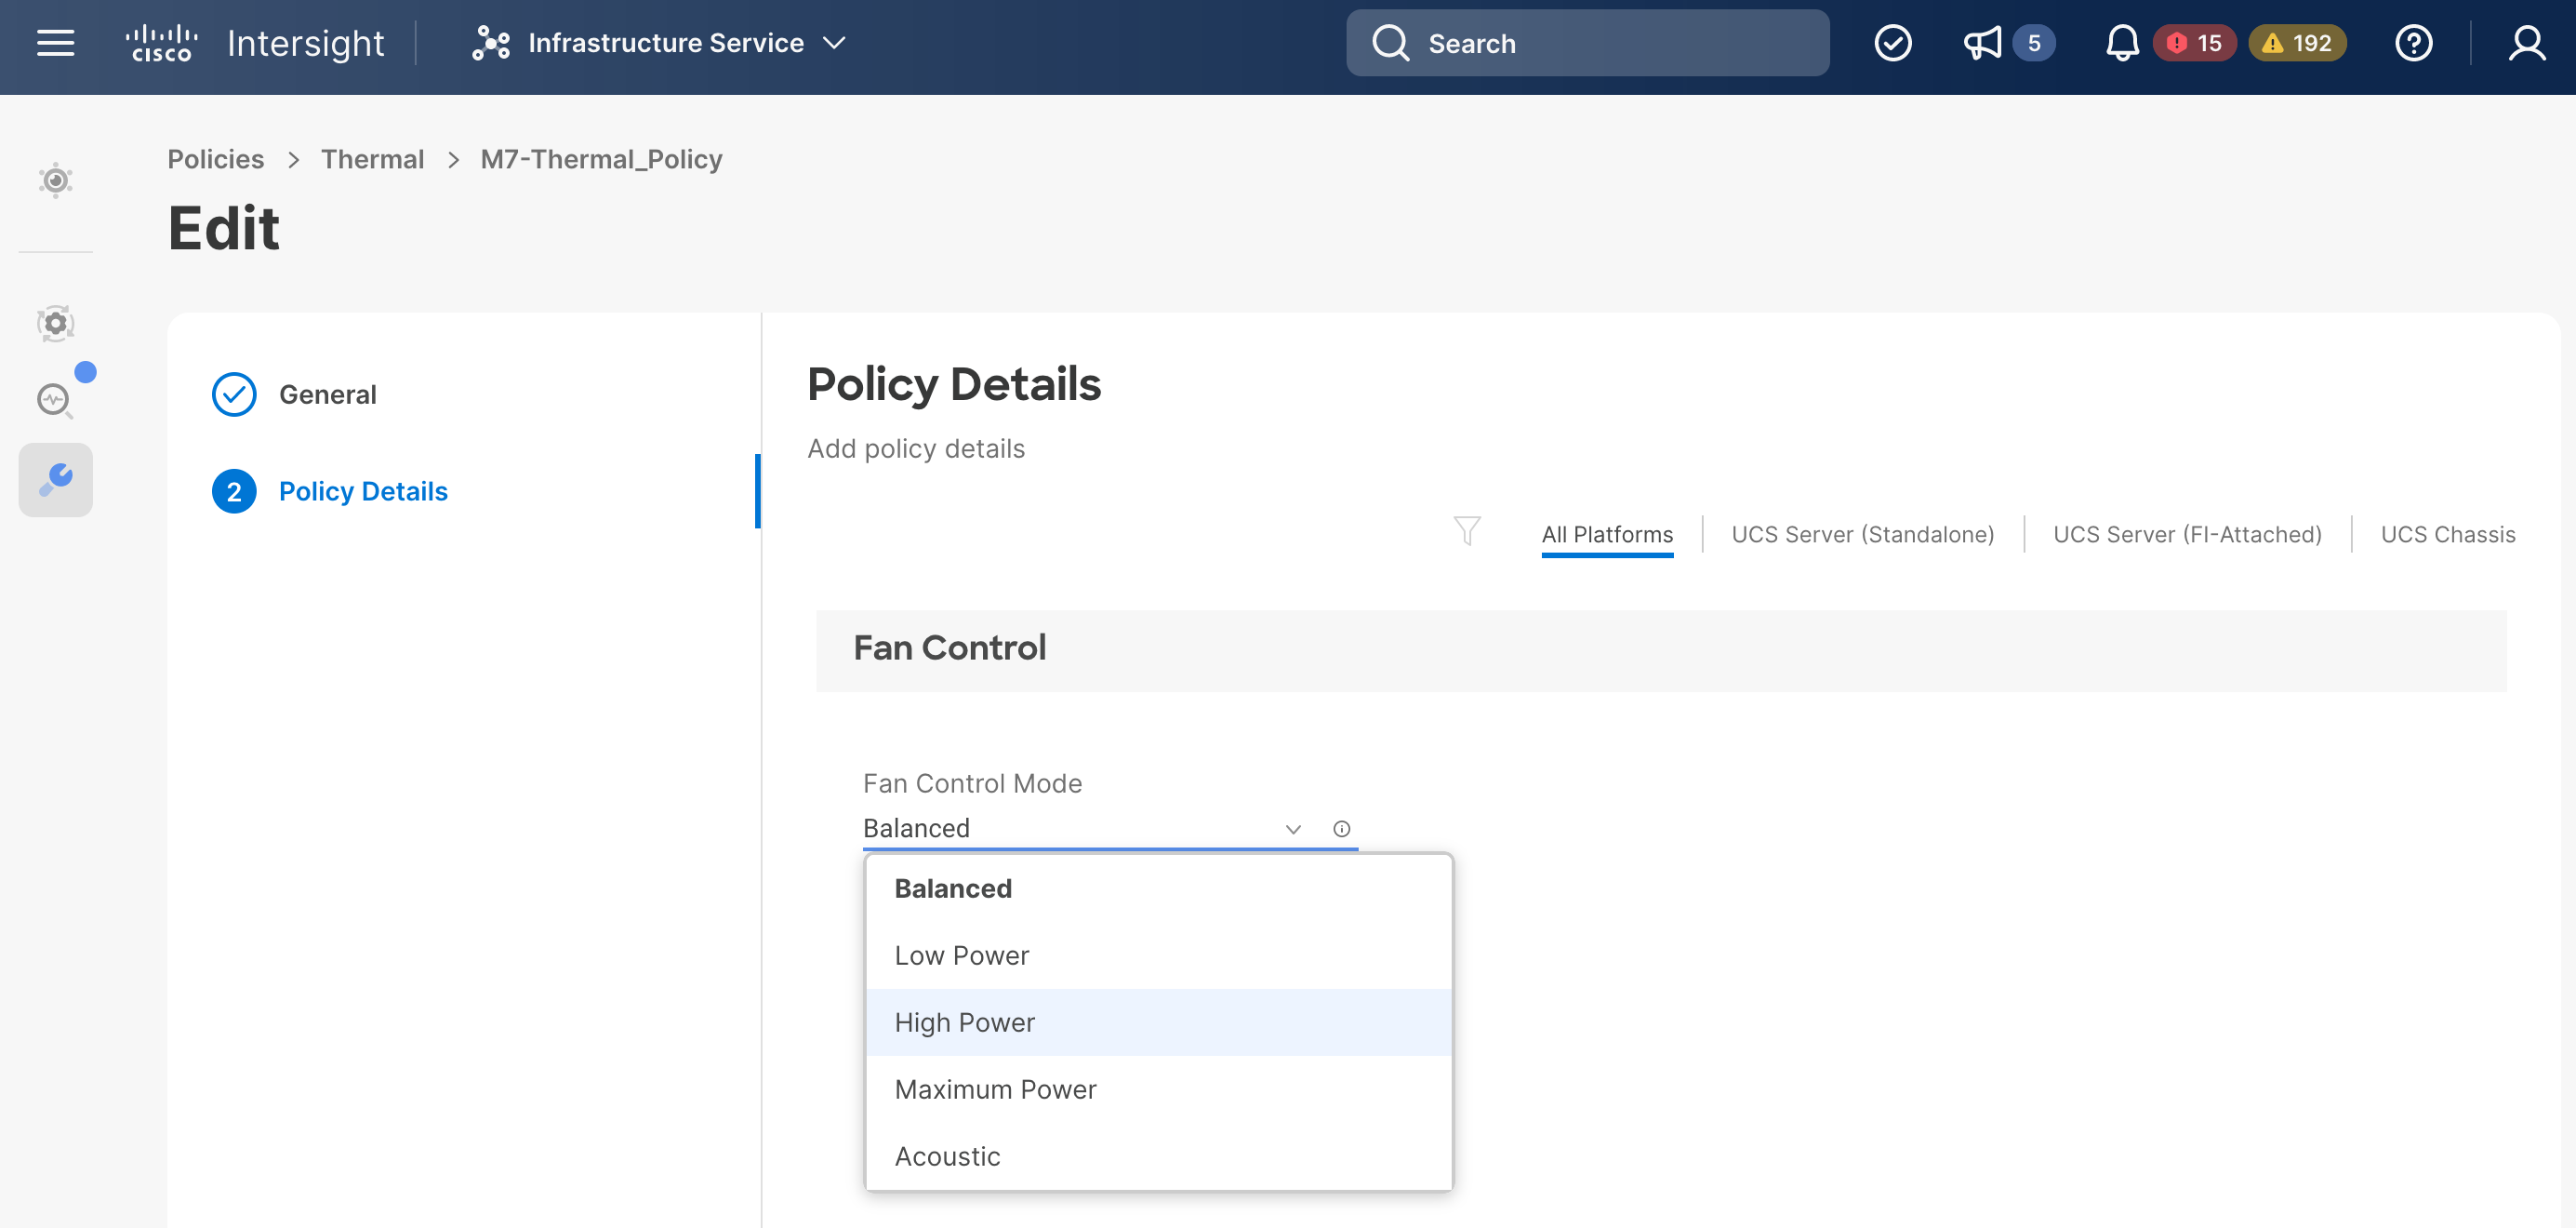 cisco Intersight Infrastructure Service Search 5 15 192
Policies > Thermal > M7-Thermal_Policy
Edit
General
2 Policy Details
Policy Details
Add policy details
All Platforms UCS Server (Standalone) UCS Server (FI-Attached) UCS Chassis
Fan Control
Fan Control Mode
Balanced
Balanced
Low Power
High Power
Maximum Power
Acoustic